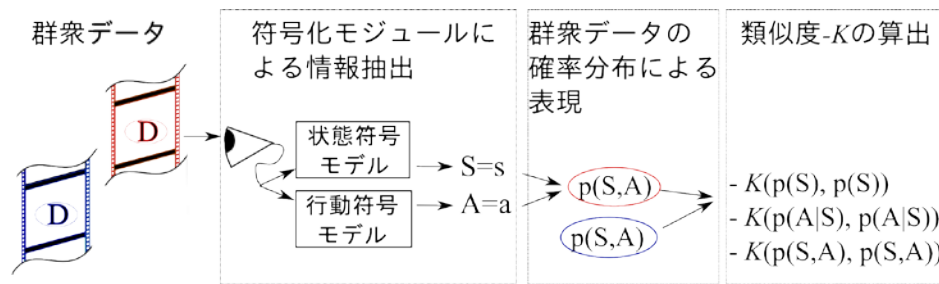 群衆データ
符号化モジュールに
よる情報抽出
群衆データの
確率分布による
表現
類似度-Kの算出
D
D
状態符号
モデル
S=s
行動符号
モデル
A=a
p(S,A)
p(S,A)
- K(p(S), p(S))
- K(p(A|S), p(A|S))
- K(p(S,A), p(S,A))